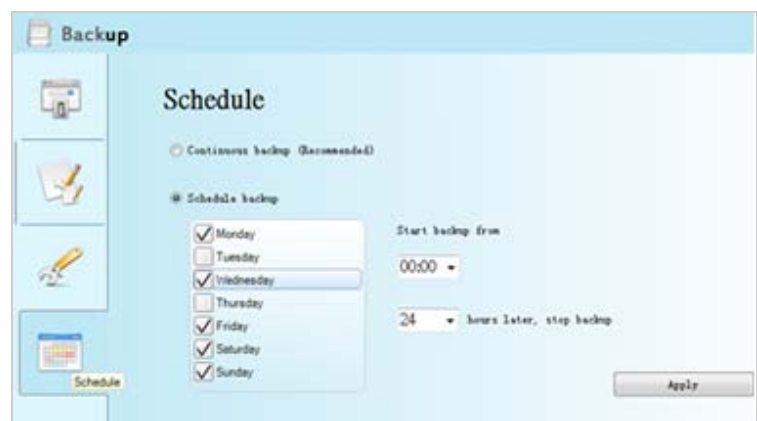 Backup
Schedule
Continuous backup (Recommended)
Schedule backup
Monday
Tuesday
Wednesday
Thursday
Friday
Saturday
Sunday
Start backup from
00:00
24 hours later, stop backup
Schedule
Apply